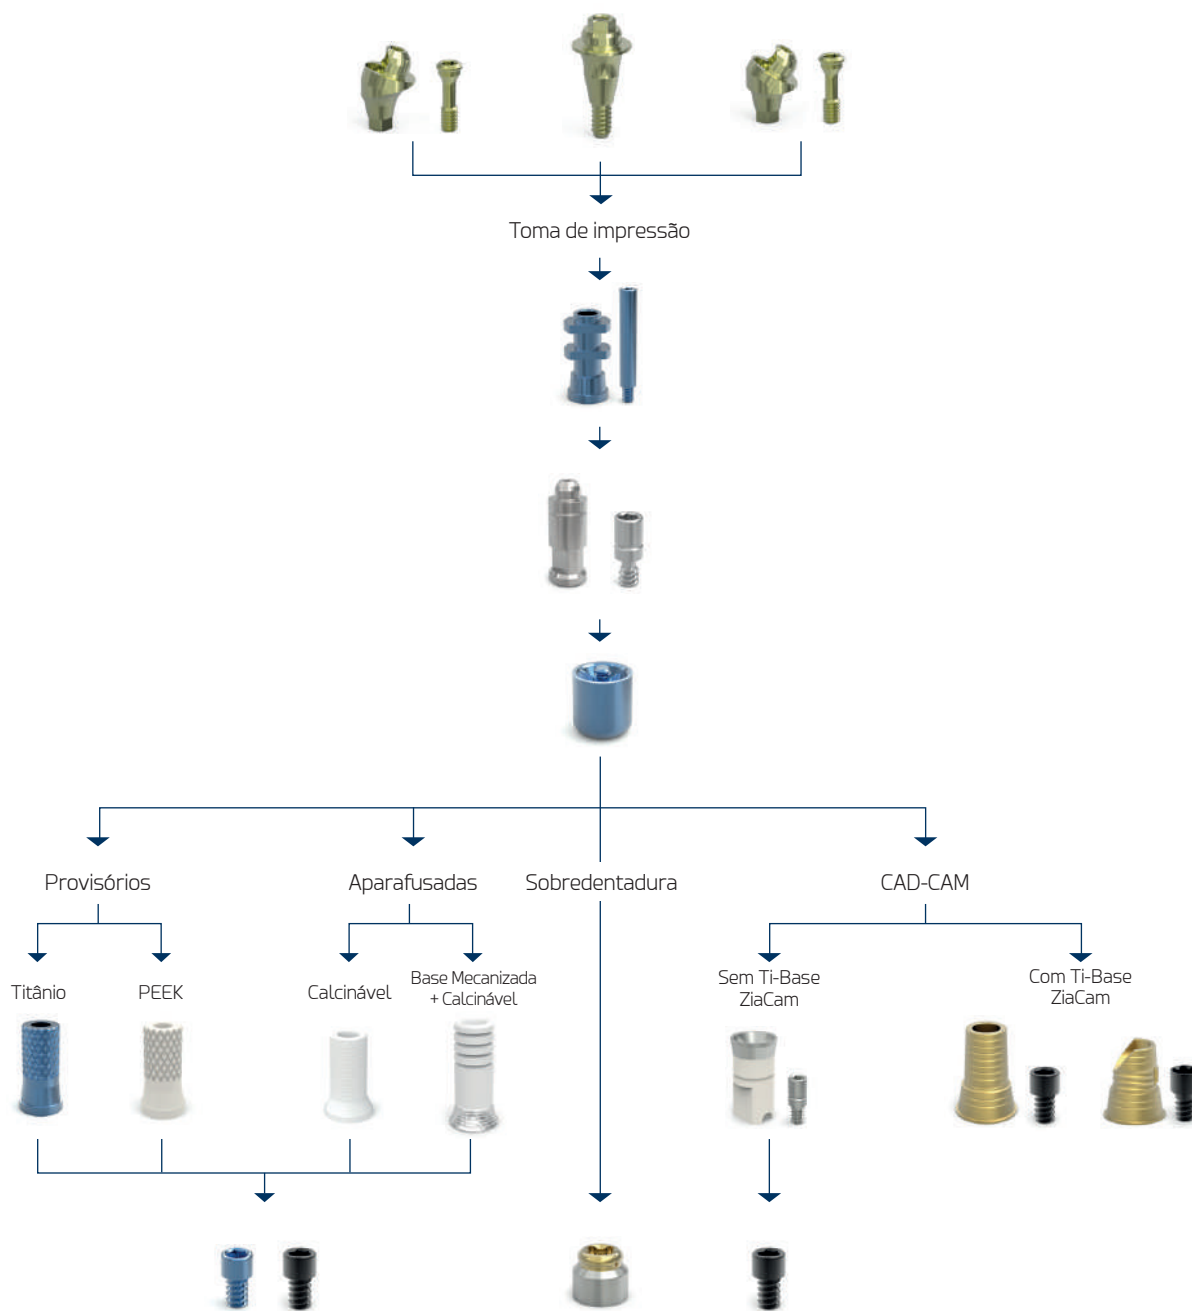 Toma de impressão
Provisórios
Aparafusadas
Sobredentadura
CAD-CAM
Titânio
PEEK
Calcinável
Base Mecanizada
+ Calcinável
Sem Ti-Base
ZiaCam
Com Ti-Base
ZiaCam